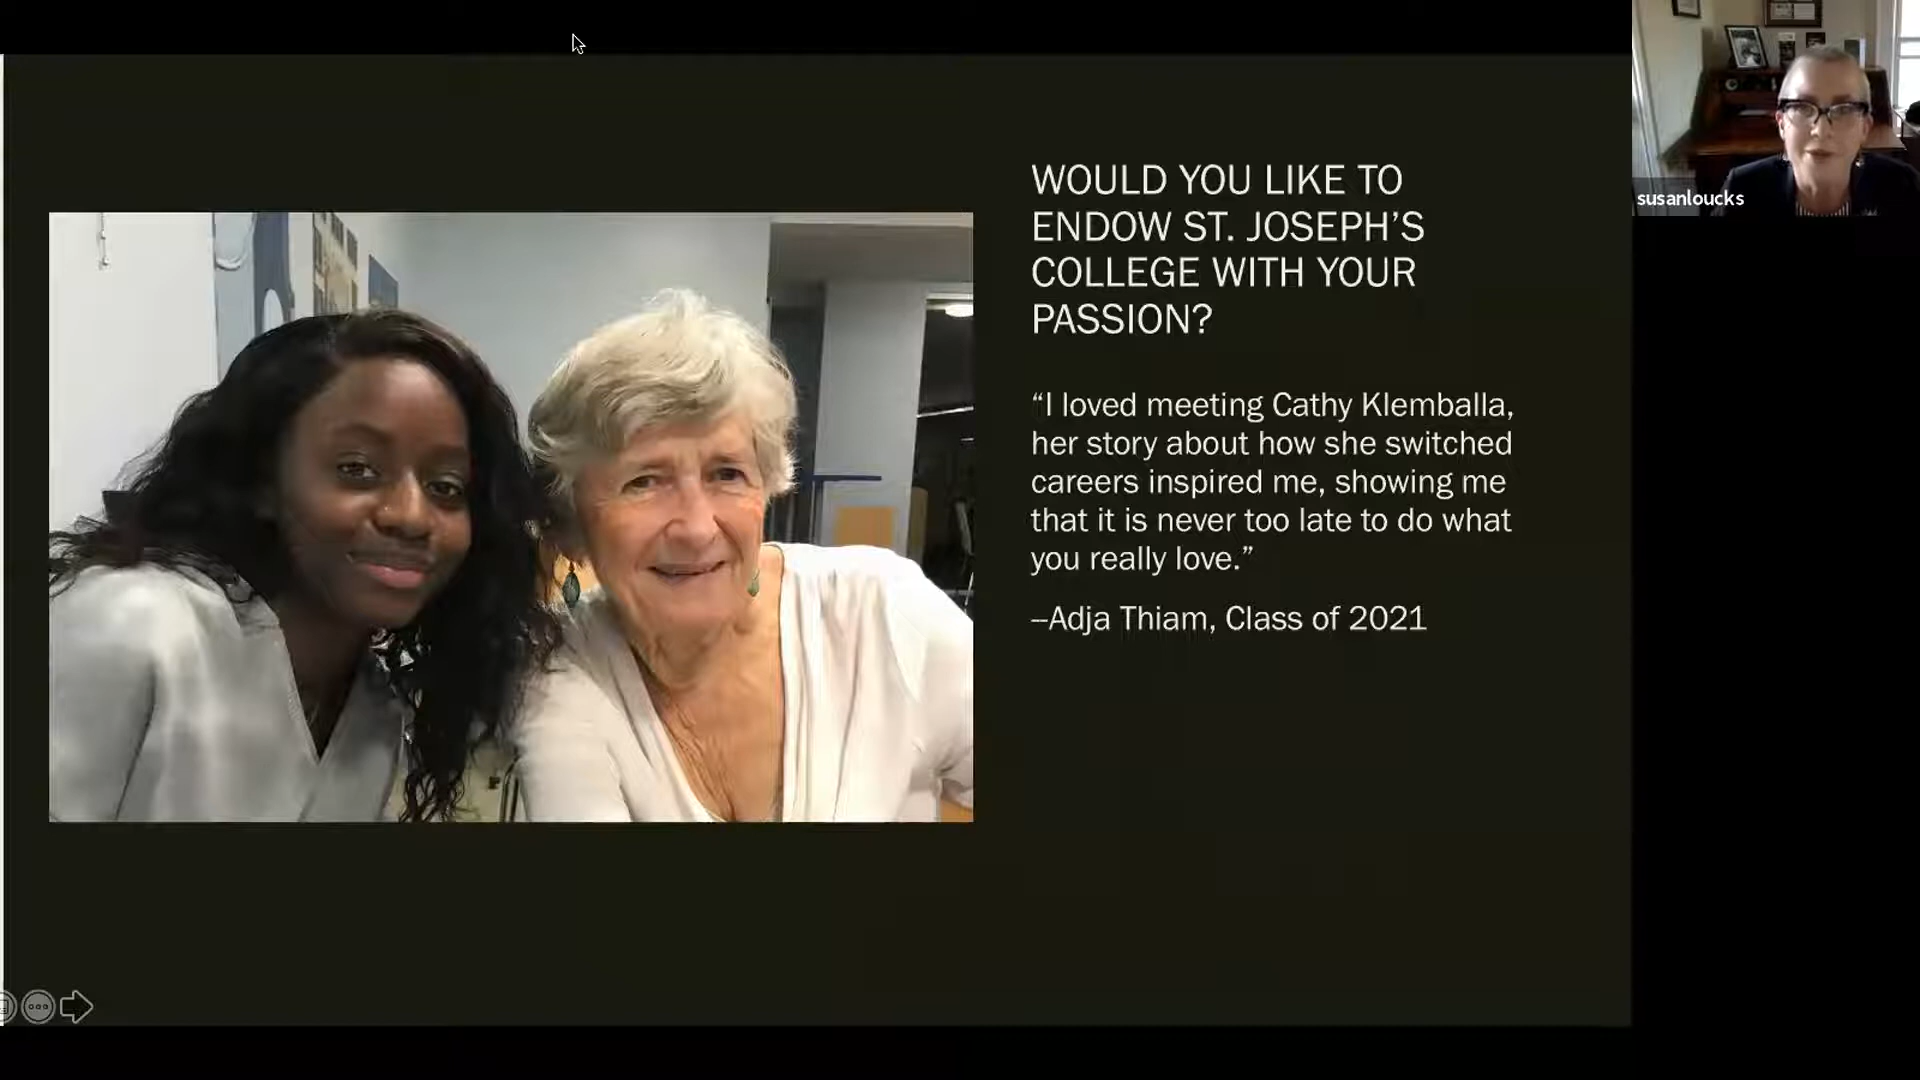 WOULD YOU LIKE TO
ENDOW ST. JOSEPH’S
COLLEGE WITH YOUR
PASSION?
“I loved meeting Cathy Klemballa,
her story about how she switched
careers inspired me, showing me
that it is never too late to do what
you really love.”
–Adja Thiam, Class of 2021
susanloucks